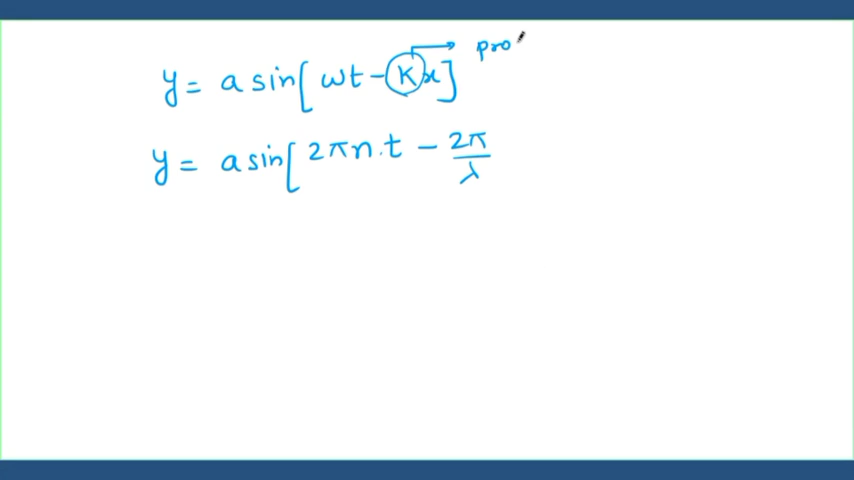 y = a sin[ωt − Kx] pro
y = a sin[2πn.t − 2π/λ